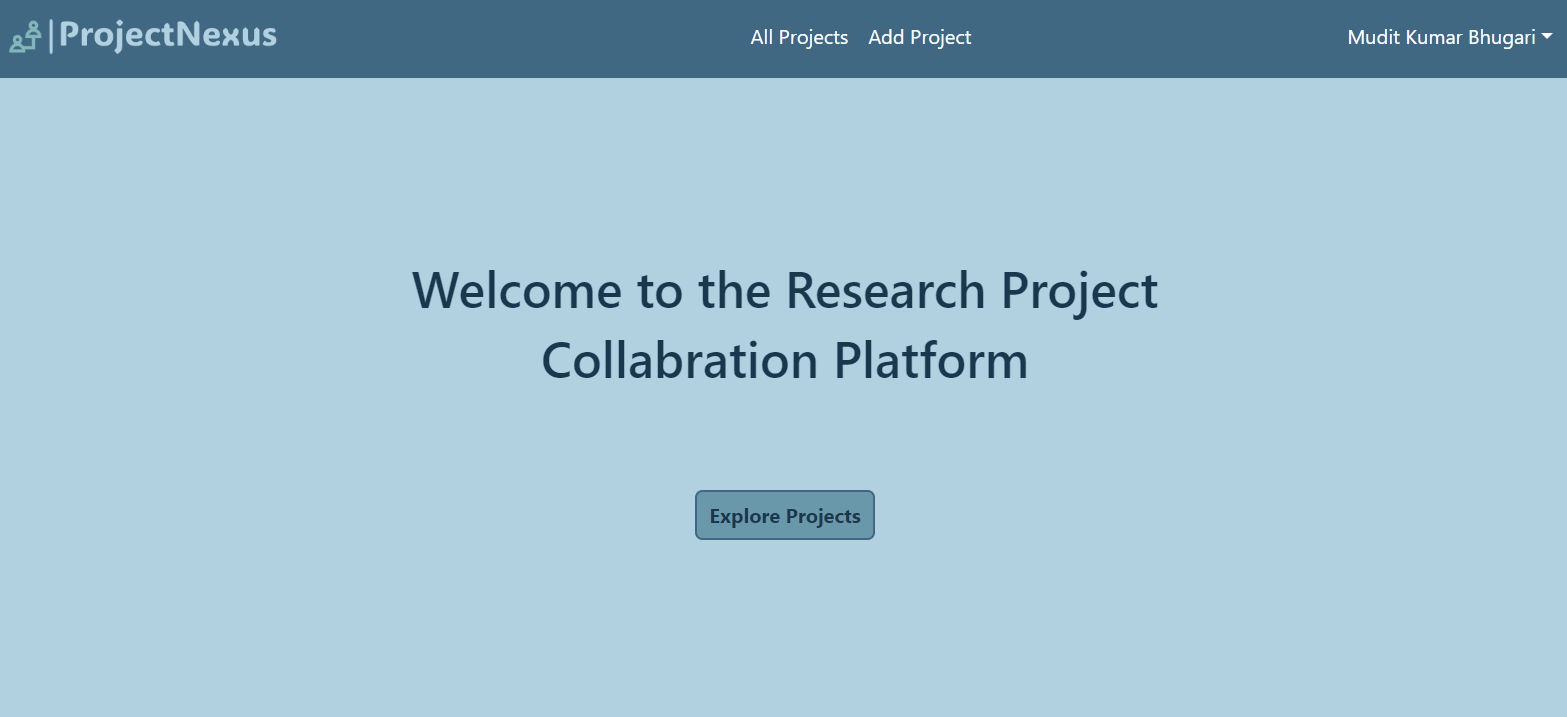 ProjectNexus
All Projects Add Project
Mudit Kumar Bhugari
Welcome to the Research Project
Collabration Platform
Explore Projects